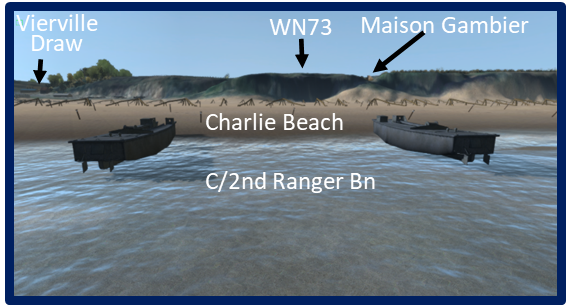 Vierville
Draw
WN73
Maison Gambier
Charlie Beach
C/2nd Ranger Bn